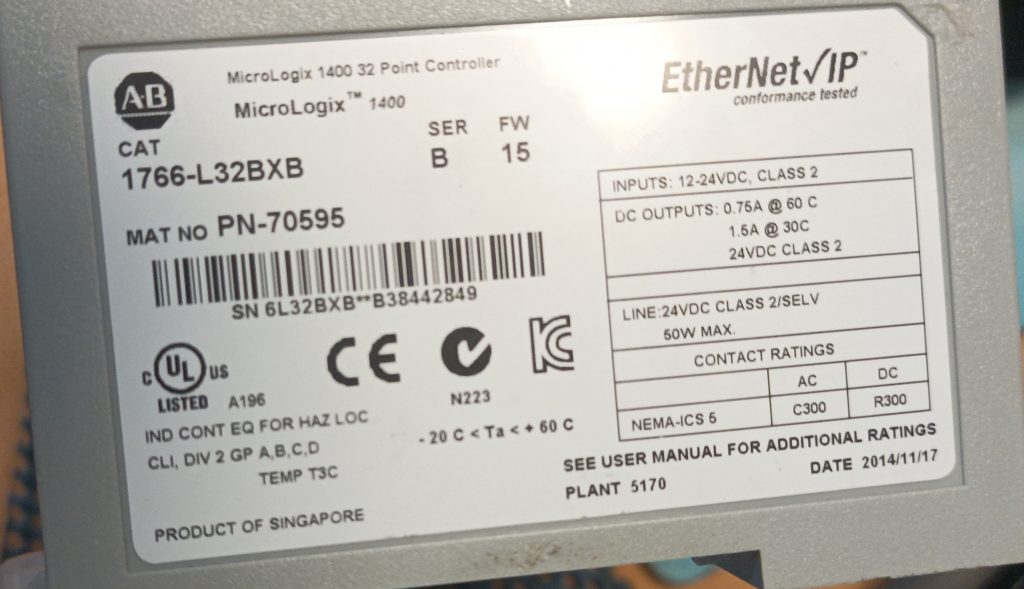 AB
MicroLogix 1400 32 Point Controller
MicroLogix™ 1400
EtherNet/IP™
conformance tested
CAT
1766-L32BXB
SER
B
FW
15
MAT NO PN-70595
SN 6L32BXB**B38442849
INPUTS: 12-24VDC, CLASS 2
DC OUTPUTS: 0.75A @ 60 C
1.5A @ 30C
24VDC CLASS 2
LINE:24VDC CLASS 2/SELV
50W MAX.
CONTACT RATINGS
AC
DC
NEMA-ICS 5
C300
R300
C UL US
LISTED A196
CE
N223
KC
IND CONT EQ FOR HAZ LOC
CLI, DIV 2 GP A,B,C,D
TEMP T3C
- 20 C < Ta < + 60 C
SEE USER MANUAL FOR ADDITIONAL RATINGS
PLANT 5170
DATE 2014/11/17
PRODUCT OF SINGAPORE